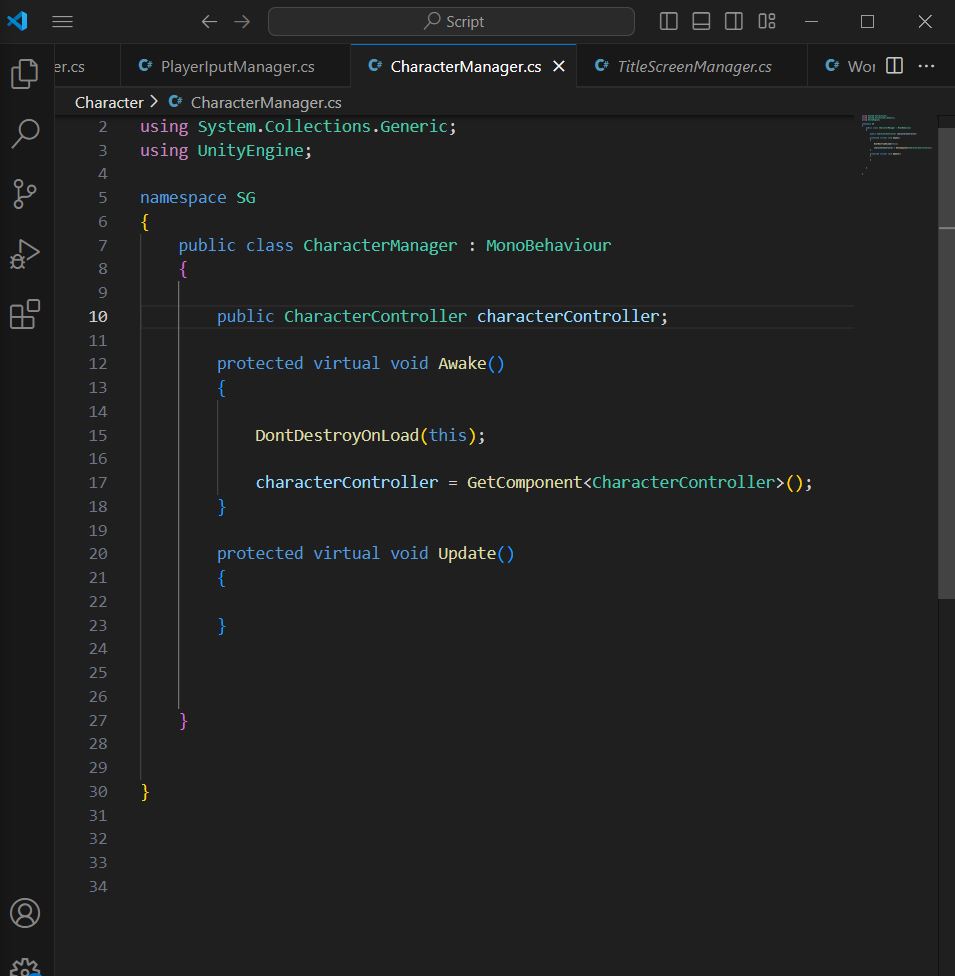 Script
er.cs
C# PlayerIputManager.cs
C# CharacterManager.cs
C# TitleScreenManager.cs
C# Wor
Character > C# CharacterManager.cs
2 using System.Collections.Generic;
3 using UnityEngine;
4
5 namespace SG
6 {
7 public class CharacterManager : MonoBehaviour
8 {
9
10 public CharacterController characterController;
11
12 protected virtual void Awake()
13 {
14
15 DontDestroyOnLoad(this);
16
17 characterController = GetComponent<CharacterController>();
18 }
19
20 protected virtual void Update()
21 {
22
23 }
24
25
26
27 }
28
29
30 }
31
32
33
34